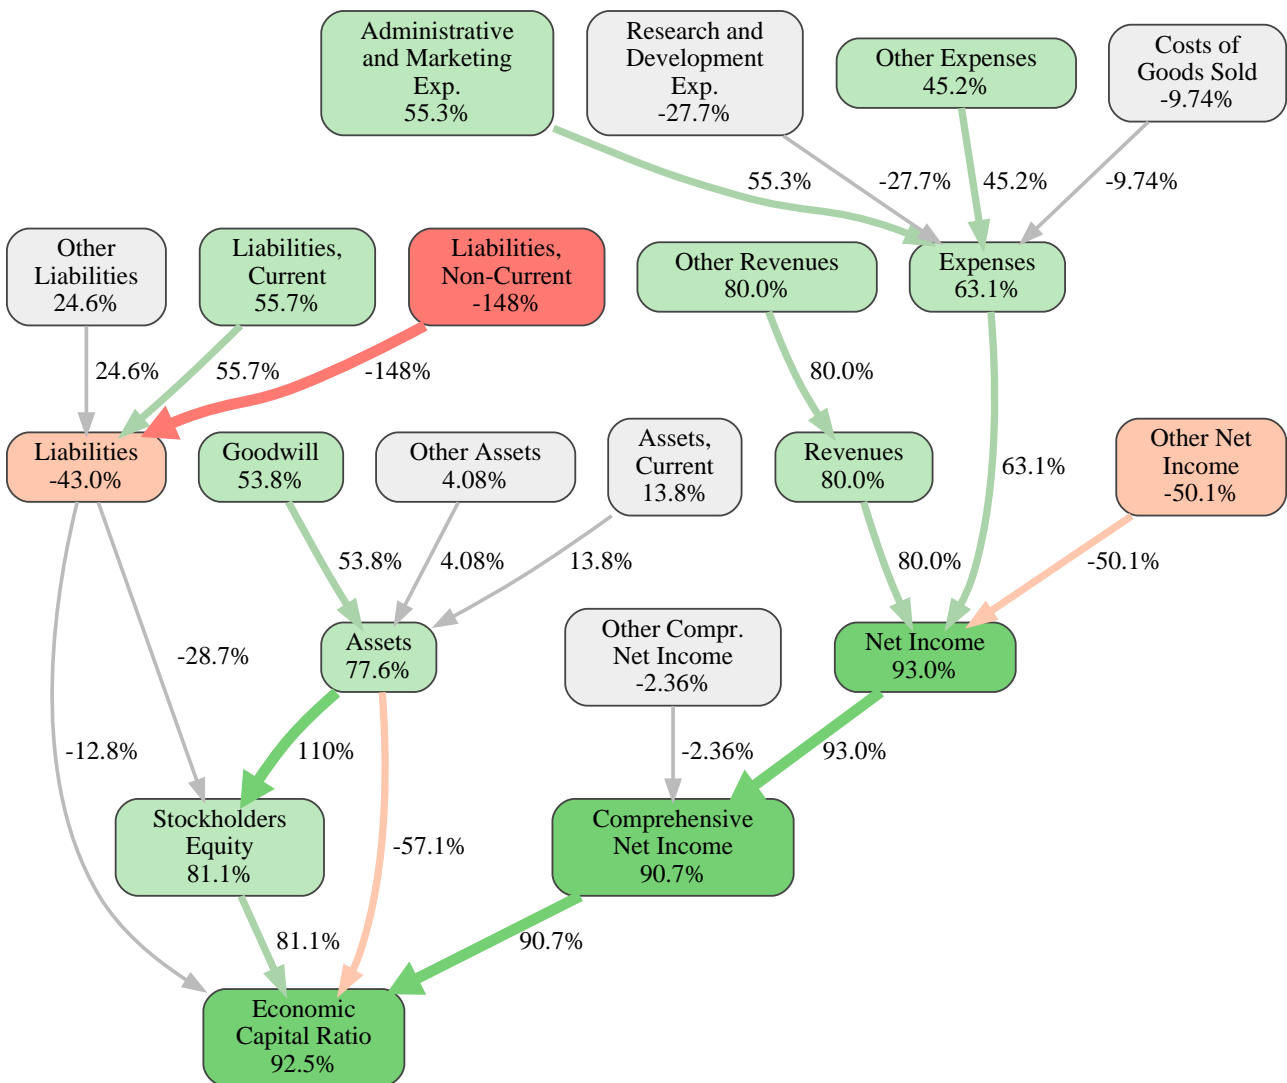 Administrative
and Marketing
Exp.
55.3%
Research and
Development
Exp.
-27.7%
Other Expenses
45.2%
Costs of
Goods Sold
-9.74%
55.3%
-27.7%
45.2%
-9.74%
Other
Liabilities
24.6%
Liabilities,
Current
55.7%
Liabilities,
Non-Current
-148%
Other Revenues
80.0%
Expenses
63.1%
24.6%
55.7%
-148%
80.0%
63.1%
Liabilities
-43.0%
Goodwill
53.8%
Other Assets
4.08%
Assets,
Current
13.8%
Revenues
80.0%
Other Net
Income
-50.1%
53.8%
4.08%
13.8%
80.0%
-50.1%
-28.7%
Assets
77.6%
Other Compr.
Net Income
-2.36%
Net Income
93.0%
-12.8%
110%
-57.1%
-2.36%
93.0%
Stockholders
Equity
81.1%
Comprehensive
Net Income
90.7%
81.1%
90.7%
Economic
Capital Ratio
92.5%